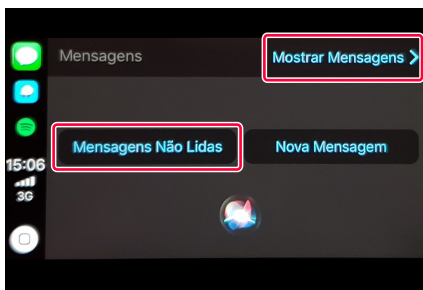 Mensagens
Mostrar Mensagens
Mensagens Não Lidas
Nova Mensagem
15:06
3G